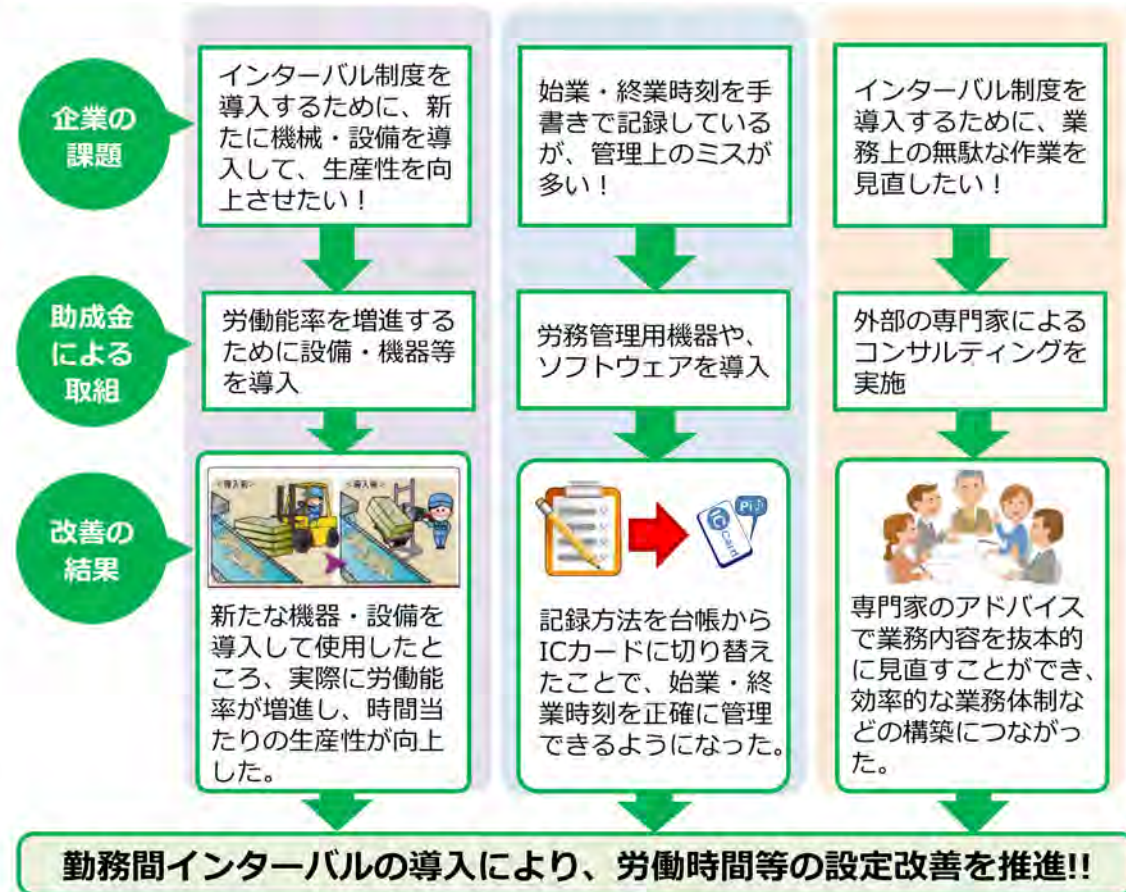 企業の
課題
インターバル制度を
導入するために、新
たに機械・設備を導
入して、生産性を向
上させたい！
始業・終業時刻を手
書きで記録している
が、管理上のミスが
多い！
インターバル制度を
導入するために、業
務上の無駄な作業を
見直したい！
助成金
による
取組
労働能率を増進する
ために設備・機器等
を導入
労務管理用機器や、
ソフトウェアを導入
外部の専門家による
コンサルティングを
実施
改善の
結果
Pi♪
Card
新たな機器・設備を
導入して使用したと
ころ、実際に労働能
率が増進し、時間当
たりの生産性が向上
した。
記録方法を台帳から
ICカードに切り替え
たことで、始業・終
業時刻を正確に管理
できるようになった。
専門家のアドバイス
で業務内容を抜本的
に見直すことができ、
効率的な業務体制な
どの構築につながっ
た。
勤務間インターバルの導入により、労働時間等の設定改善を推進!!